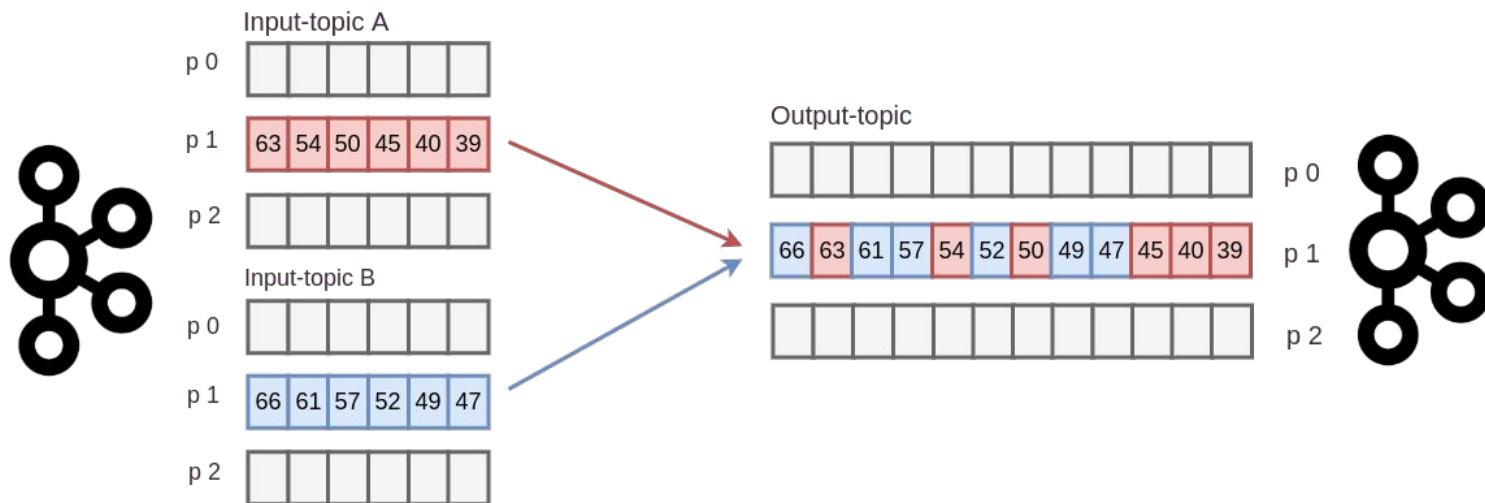 Input-topic A
p 0
p 1
63 54 50 45 40 39
p 2
Input-topic B
p 0
p 1
66 61 57 52 49 47
p 2
Output-topic
p 0
66 63 61 57 54 52 50 49 47 45 40 39
p 1
p 2